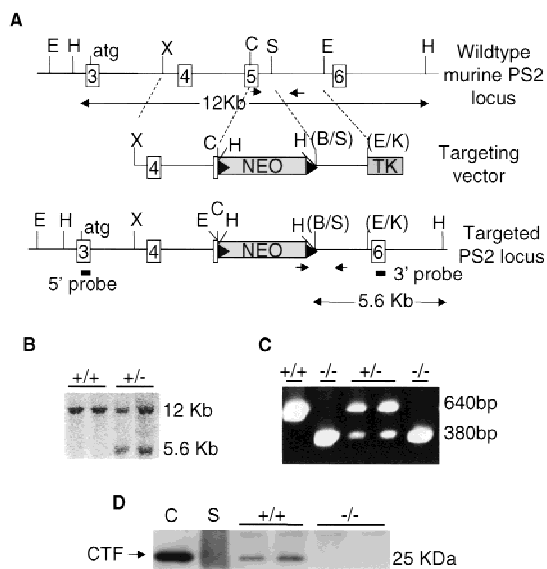 A
E H atg X C S E H
3 4 5 6
Wildtype
murine PS2
locus
12Kb
X C H H (B/S) (E/K)
4 NEO TK
Targeting
vector
E H atg X E C H H (B/S) (E/K) H
3 4 NEO 6
Targeted
PS2 locus
5' probe
3' probe
5.6 Kb
B
+/+ +/-
12 Kb
5.6 Kb
C
+/+ -/- +/- -/-
640bp
380bp
D
C S +/+ -/-
CTF
25 KDa